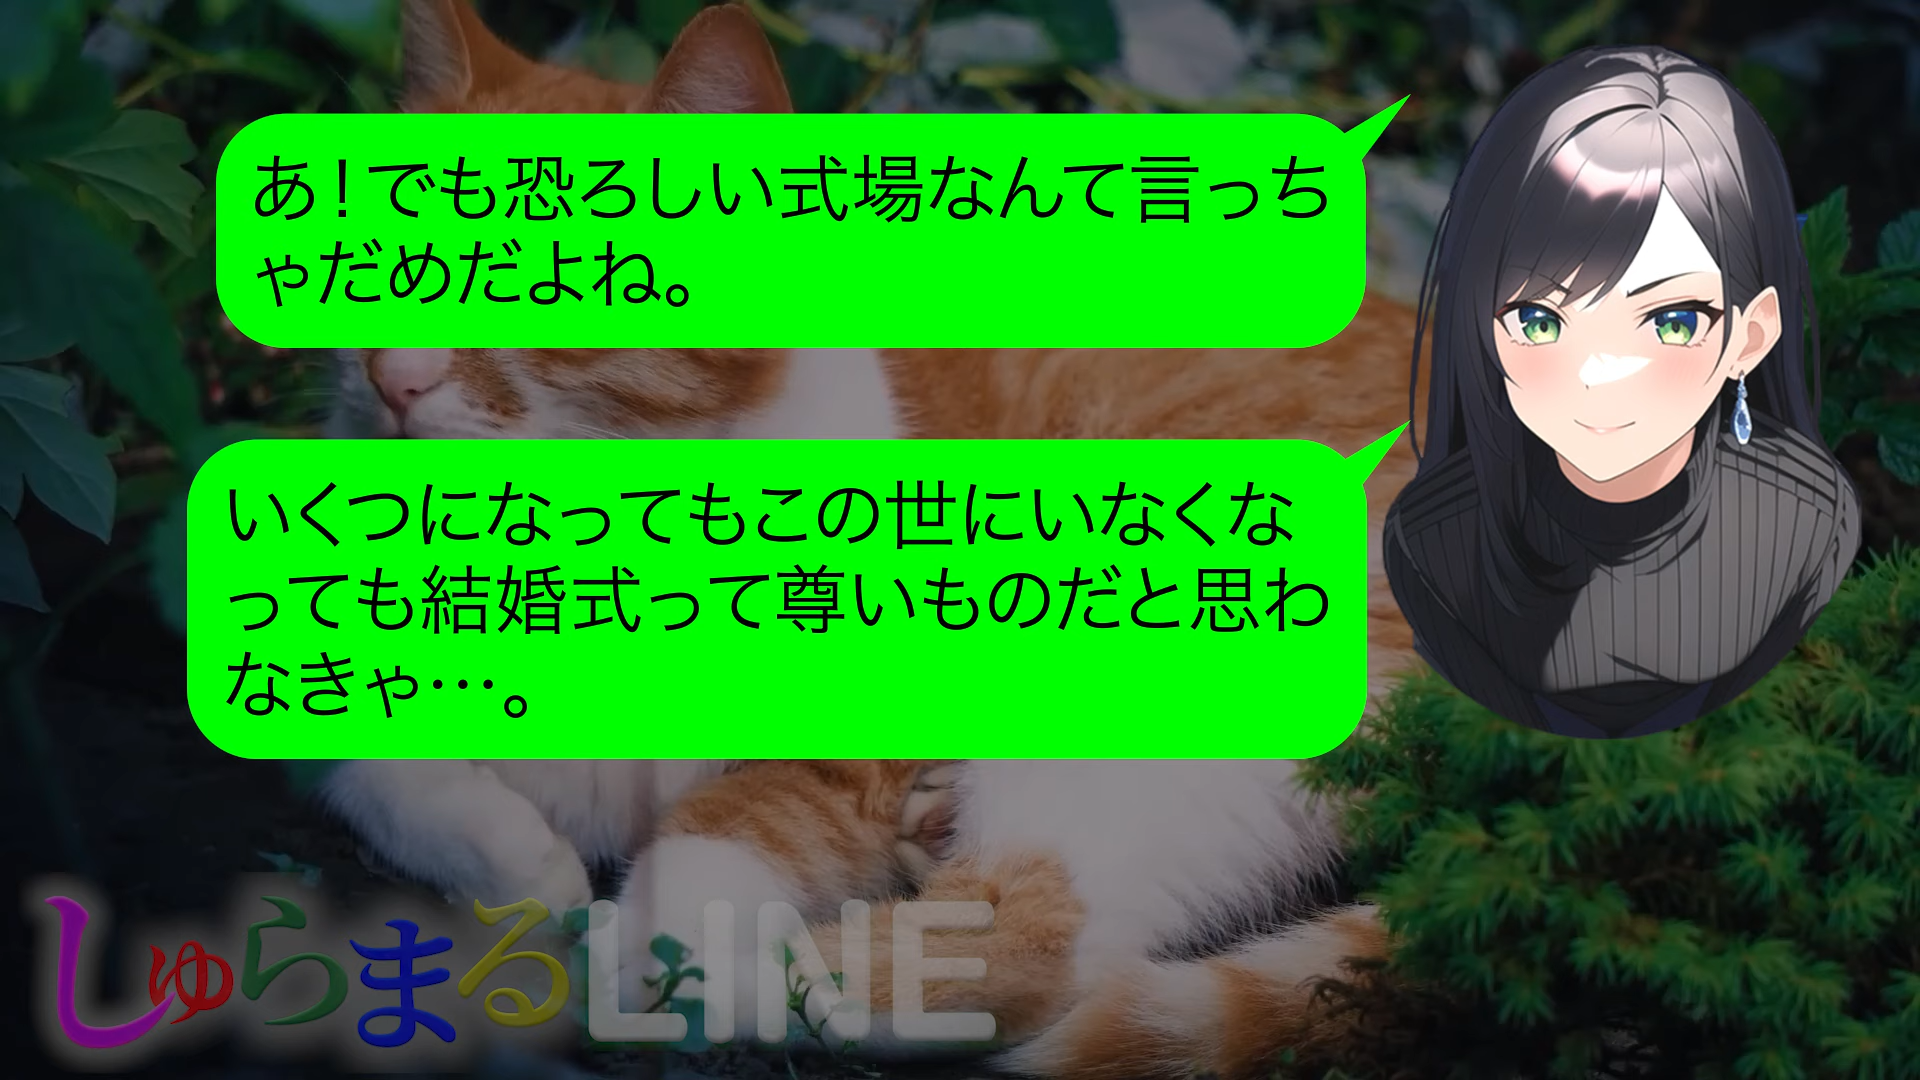 あ！でも恐ろしい式場なんて言っち
ゃだめだよね。
いくつになってもこの世にいなくな
っても結婚式って尊いものだと思わ
なきゃ…。
しゅらまるLINE